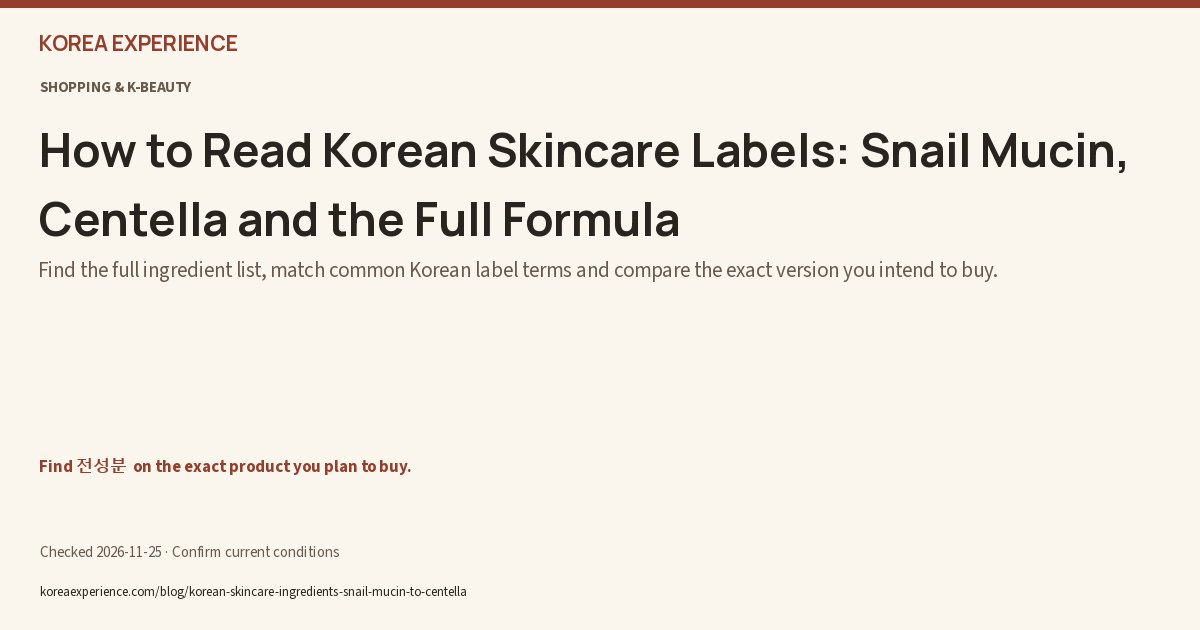 KOREA EXPERIENCE
SHOPPING & K-BEAUTY
How to Read Korean Skincare Labels: Snail Mucin,
Centella and the Full Formula
Find the full ingredient list, match common Korean label terms and compare the exact version you intend to buy.
Find 전성분 on the exact product you plan to buy.
Checked 2026-11-25 · Confirm current conditions
koreaexperience.com/blog/korean-skincare-ingredients-snail-mucin-to-centella